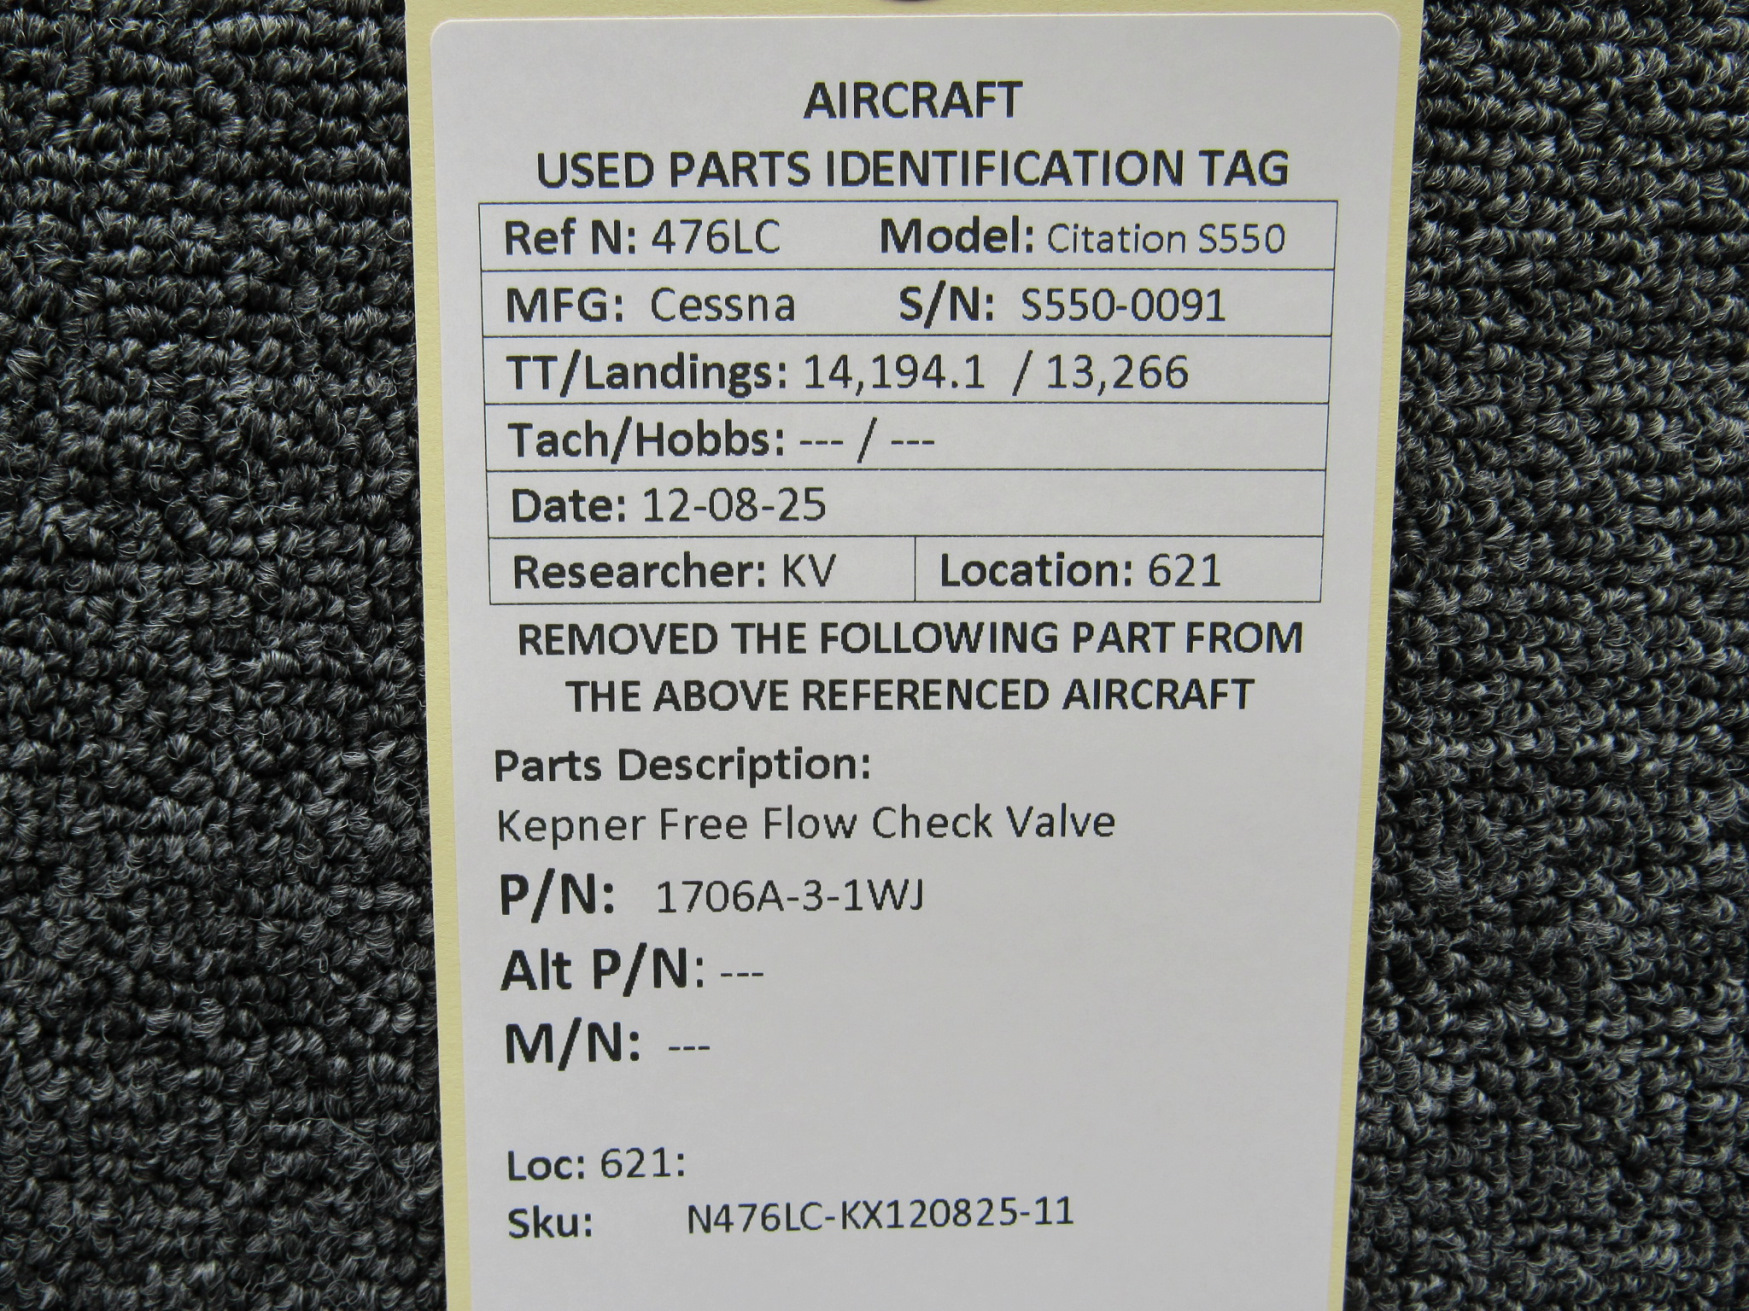 AIRCRAFT
USED PARTS IDENTIFICATION TAG
Ref N: 476LC Model: Citation S550
MFG: Cessna S/N: S550-0091
TT/Landings: 14,194.1 / 13,266
Tach/Hobbs: --- / ---
Date: 12-08-25
Researcher: KV Location: 621
REMOVED THE FOLLOWING PART FROM
THE ABOVE REFERENCED AIRCRAFT
Parts Description:
Kepner Free Flow Check Valve
P/N: 1706A-3-1WJ
Alt P/N: ---
M/N: ---
Loc: 621:
Sku: N476LC-KX120825-11